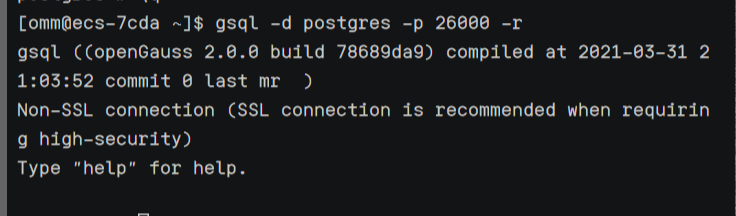 [omm@ecs-7cda ~]$ gsql -d postgres -p 26000 -r
gsql ((openGauss 2.0.0 build 78689da9) compiled at 2021-03-31 2
1:03:52 commit 0 last mr  )
Non-SSL connection (SSL connection is recommended when requirin
g high-security)
Type "help" for help.